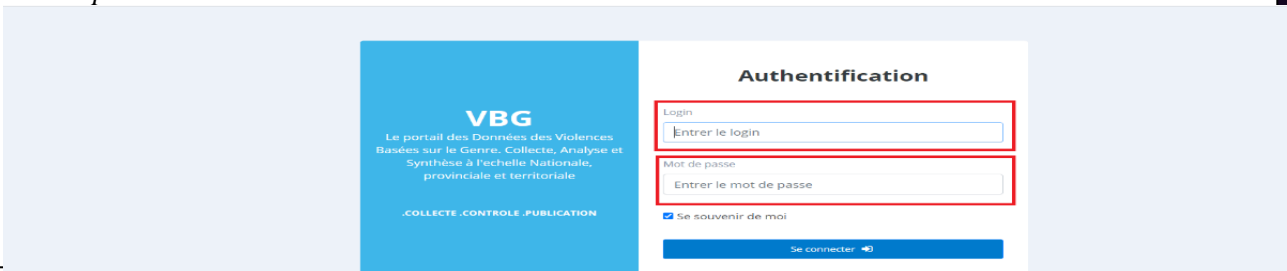 VBG
Le portail des Données des Violences
Basées sur le Genre. Collecte, Analyse et
Synthèse à l'echelle Nationale,
provinciale et territoriale
.COLLECTE .CONTROLE .PUBLICATION
Authentification
Login
Entrer le login
Mot de passe
Entrer le mot de passe
Se souvenir de moi
Se connecter